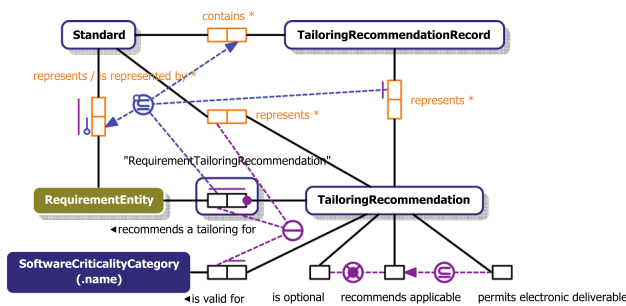 contains *
Standard
TailoringRecommendationRecord
represents / is represented by *
represents *
represents *
"RequirementTailoringRecommendation"
RequirementEntity
TailoringRecommendation
◄recommends a tailoring for
SoftwareCriticalityCategory
(.name)
◄is valid for
is optional
recommends applicable
permits electronic deliverable